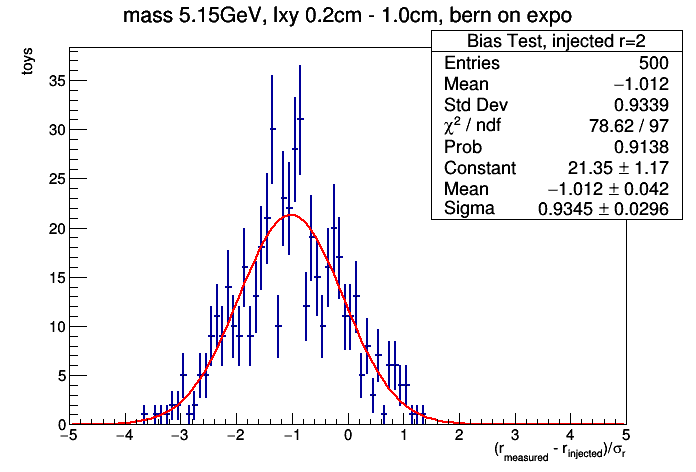 mass 5.15GeV, lxy 0.2cm - 1.0cm, bern on expo
Bias Test, injected r=2
Entries 500
Mean −1.012
Std Dev 0.9339
χ² / ndf 78.62 / 97
Prob 0.9138
Constant 21.35 ± 1.17
Mean −1.012 ± 0.042
Sigma 0.9345 ± 0.0296
toys
35
30
25
20
15
10
5
0
−5 −4 −3 −2 −1 0 1 2 3 4 5
(r_measured - r_injected)/σ_r